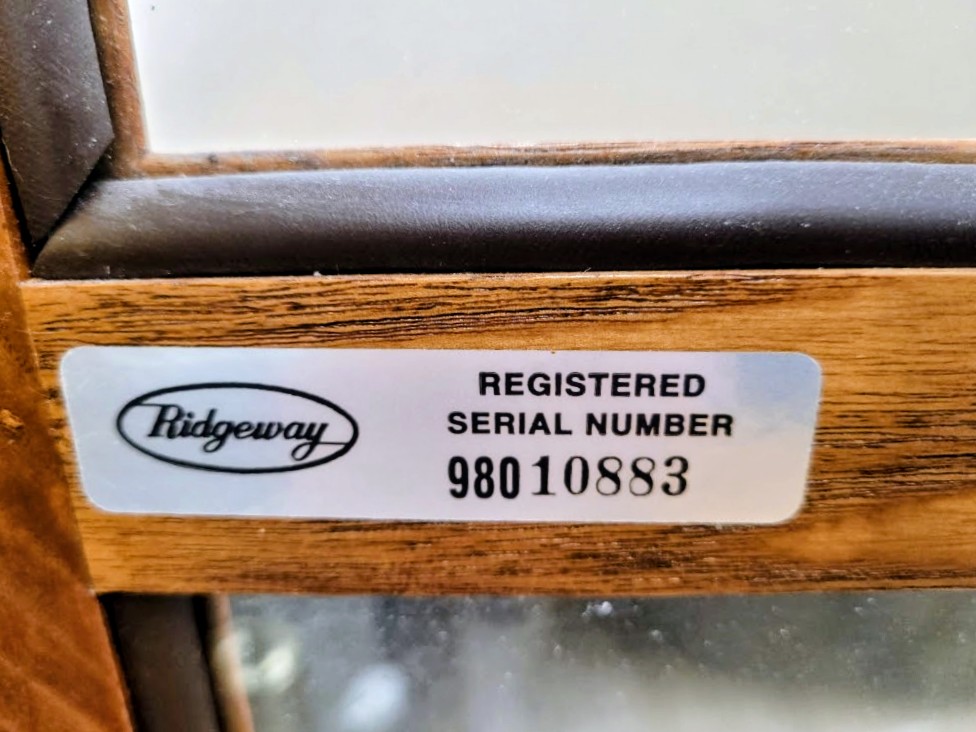 Ridgeway
REGISTERED
SERIAL NUMBER
98010883